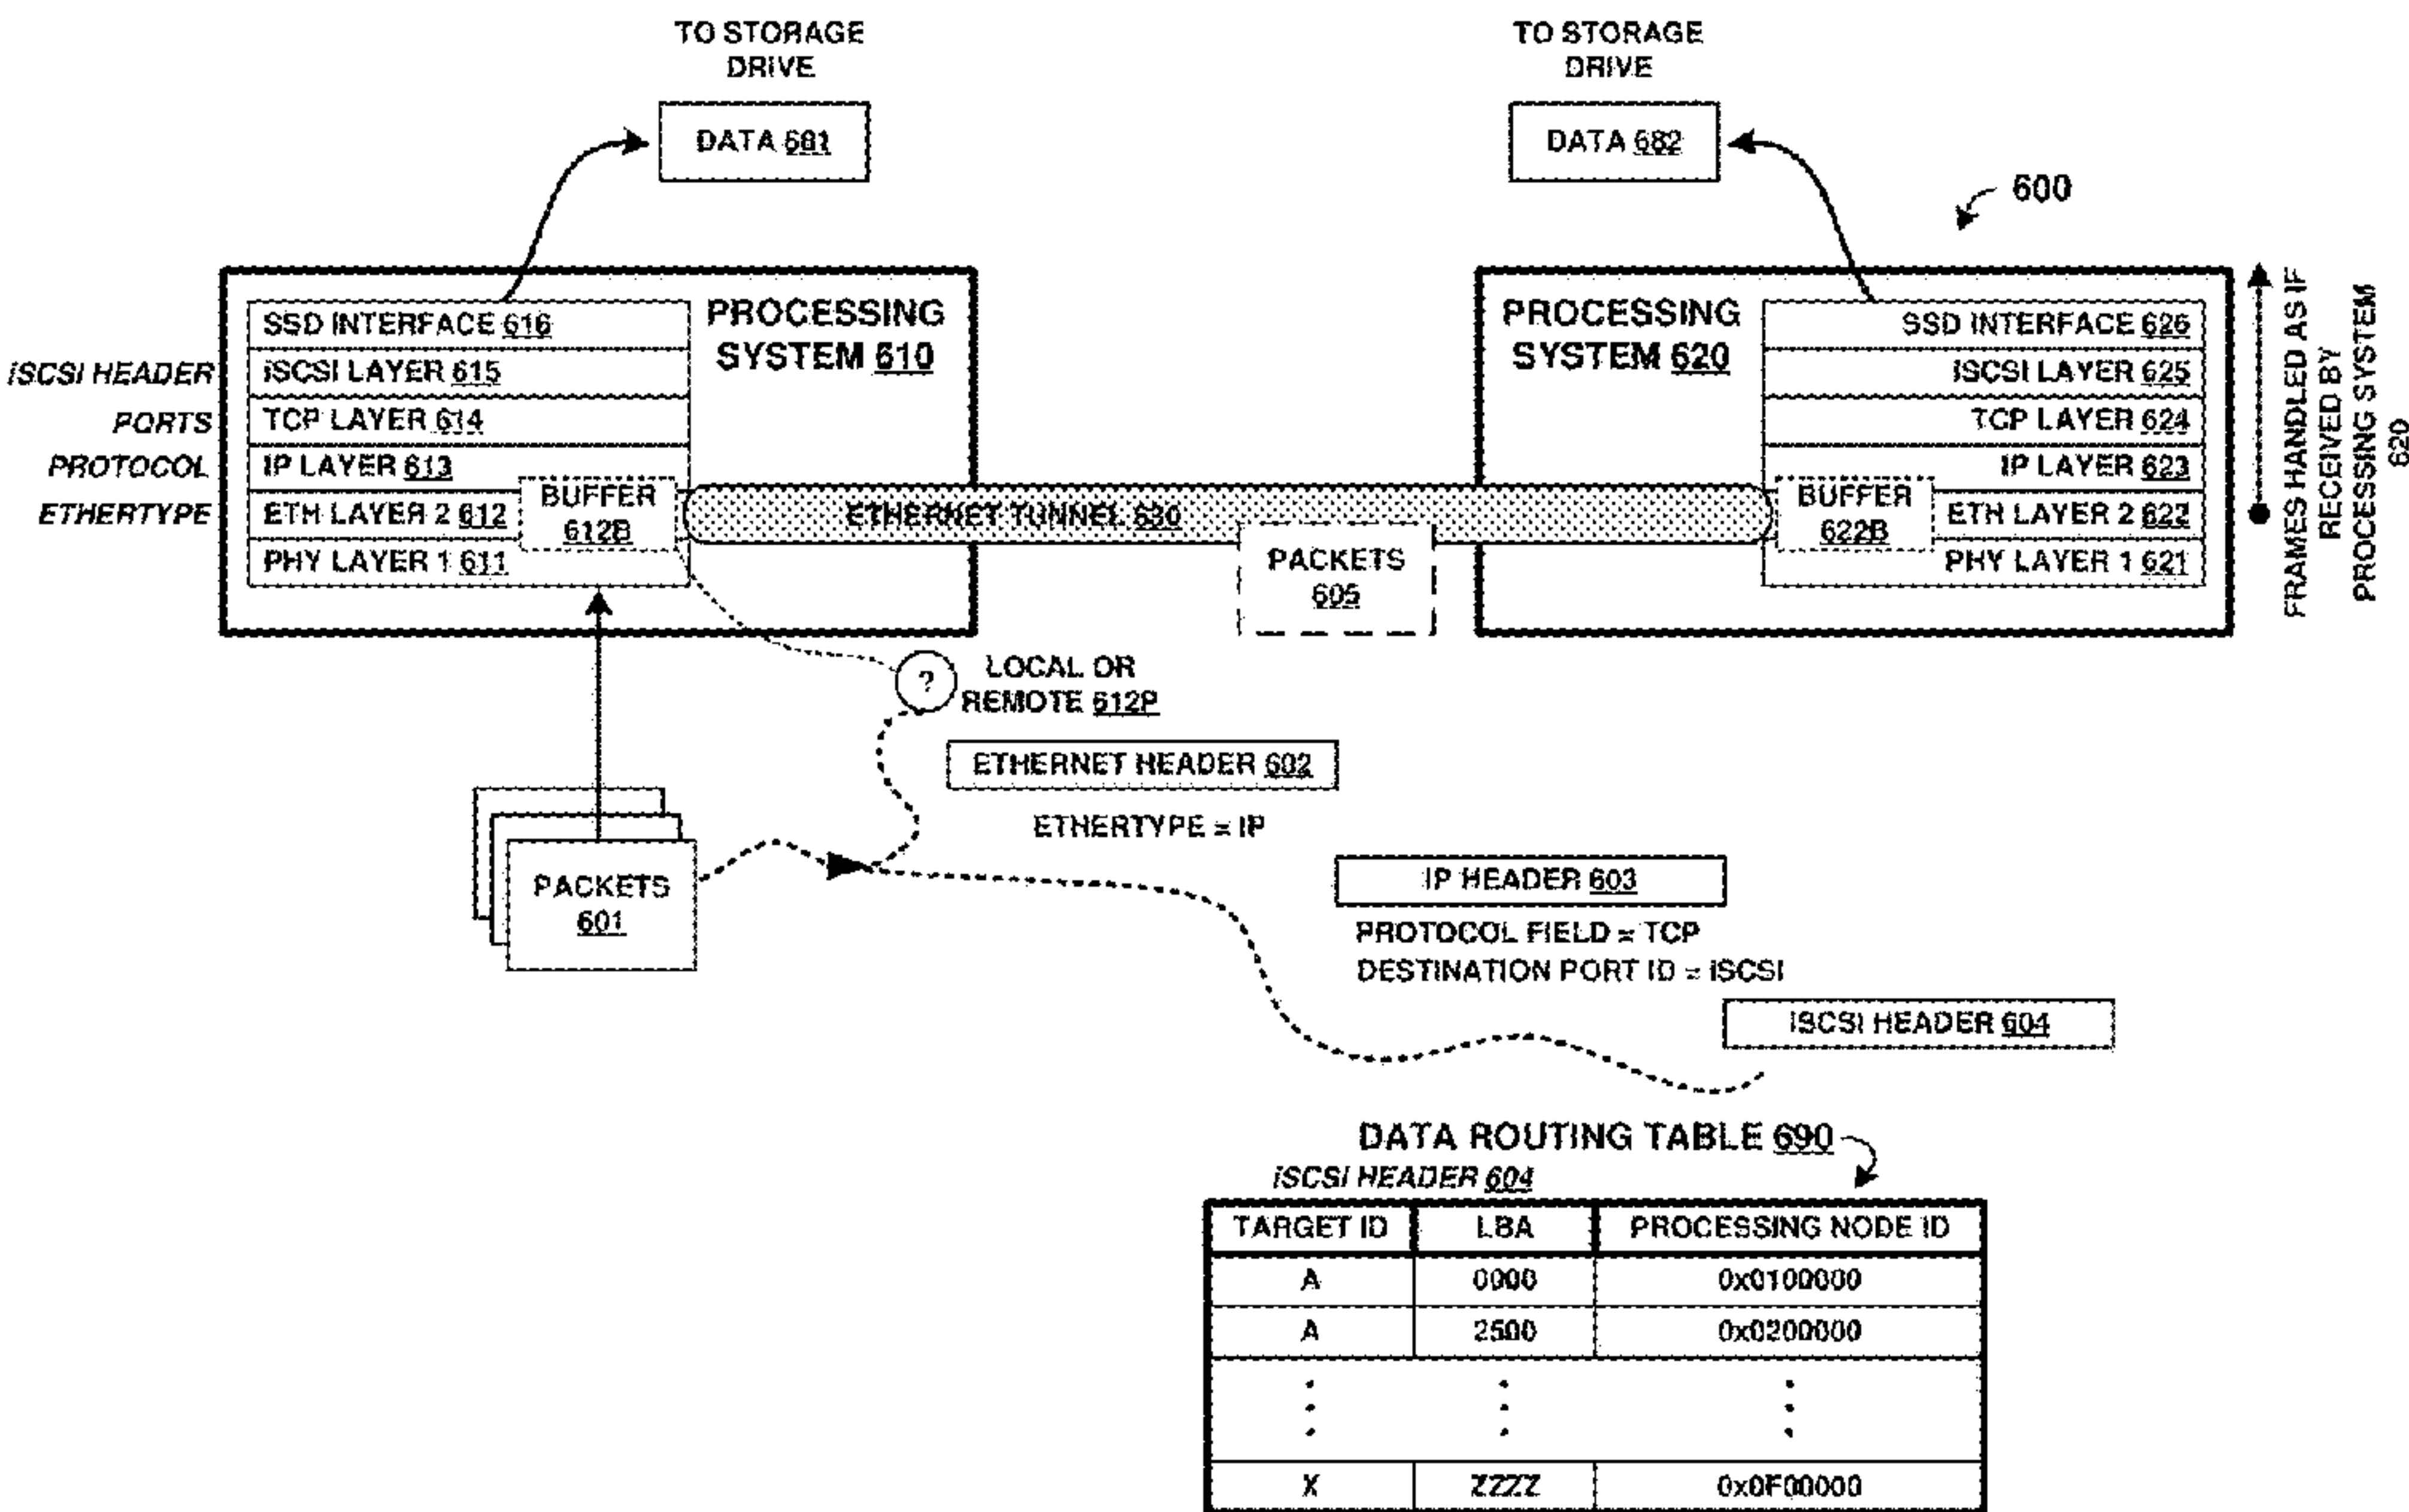 TO STORAGE
DRIVE
DATA 681
TO STORAGE
DRIVE
DATA 682
600
PROCESSING
SYSTEM 610
SSD INTERFACE 616
iSCSI HEADER
iSCSI LAYER 615
PORTS
TCP LAYER 614
PROTOCOL
IP LAYER 613
ETHERTYPE
ETH LAYER 2 612
BUFFER
612B
PHY LAYER 1 611
ETHERNET TUNNEL 630
PACKETS
605
PROCESSING
SYSTEM 620
SSD INTERFACE 626
iSCSI LAYER 625
TCP LAYER 624
IP LAYER 623
BUFFER
622B
ETH LAYER 2 622
PHY LAYER 1 621
FRAMES HANDLED AS IF
RECEIVED BY
PROCESSING SYSTEM
620
?
LOCAL OR
REMOTE 612P
ETHERNET HEADER 602
ETHERTYPE = IP
PACKETS
601
IP HEADER 603
PROTOCOL FIELD = TCP
DESTINATION PORT ID = iSCSI
iSCSI HEADER 604
DATA ROUTING TABLE 690
iSCSI HEADER 604
TARGET ID LBA PROCESSING NODE ID
A 0000 0x0100000
A 2500 0x0200000
X ZZZZ 0x0F00000